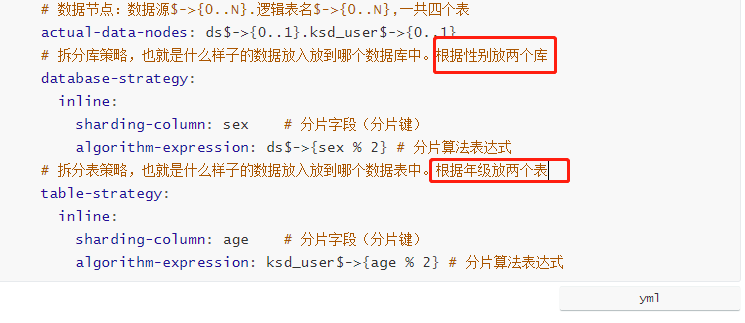 # 数据节点：数据源$->{0..N}.逻辑表名$->{0..N},一共四个表
actual-data-nodes: ds$->{0..1}.ksd_user$->{0..1}
# 拆分库策略，也就是什么样子的数据放入放到哪个数据库中。根据性别放两个库
database-strategy:
inline:
sharding-column: sex # 分片字段（分片键）
algorithm-expression: ds$->{sex % 2} # 分片算法表达式
# 拆分表策略，也就是什么样子的数据放入放到哪个数据表中。根据年级放两个表
table-strategy:
inline:
sharding-column: age # 分片字段（分片键）
algorithm-expression: ksd_user$->{age % 2} # 分片算法表达式
yml